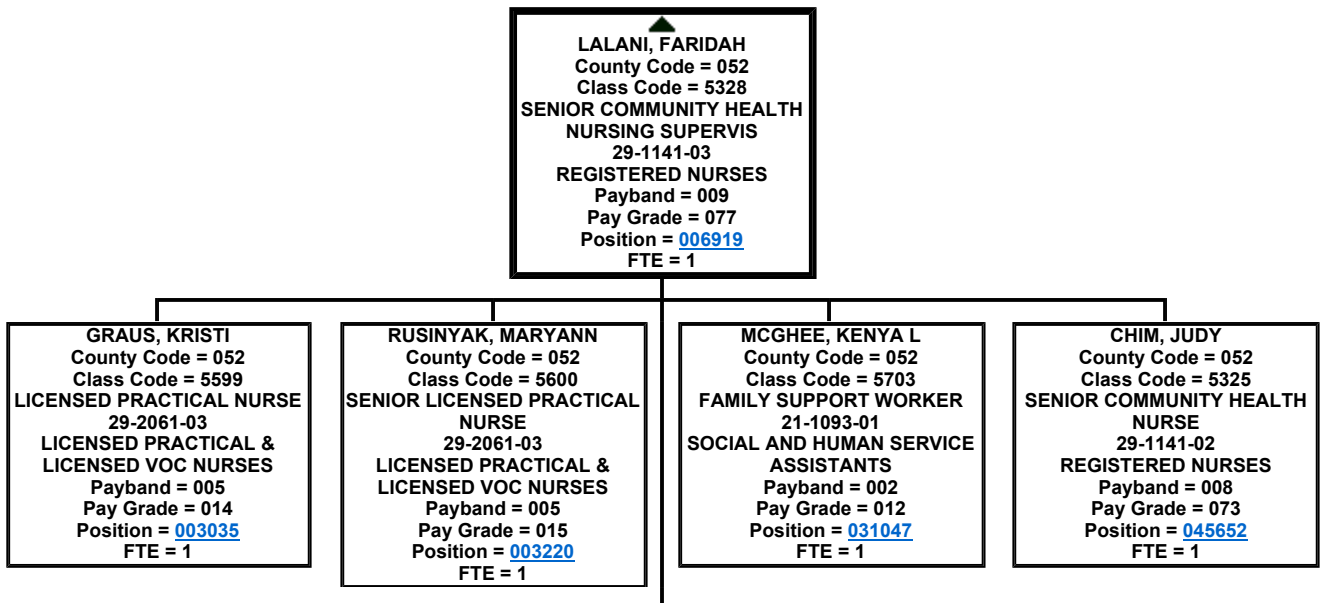 LALANI, FARIDAH
County Code = 052
Class Code = 5328
SENIOR COMMUNITY HEALTH
NURSING SUPERVIS
29-1141-03
REGISTERED NURSES
Payband = 009
Pay Grade = 077
Position = 006919
FTE = 1
GRAUS, KRISTI
County Code = 052
Class Code = 5599
LICENSED PRACTICAL NURSE
29-2061-03
LICENSED PRACTICAL &
LICENSED VOC NURSES
Payband = 005
Pay Grade = 014
Position = 003035
FTE = 1
RUSINYAK, MARYANN
County Code = 052
Class Code = 5600
SENIOR LICENSED PRACTICAL
NURSE
29-2061-03
LICENSED PRACTICAL &
LICENSED VOC NURSES
Payband = 005
Pay Grade = 015
Position = 003220
FTE = 1
MCGHEE, KENYA L
County Code = 052
Class Code = 5703
FAMILY SUPPORT WORKER
21-1093-01
SOCIAL AND HUMAN SERVICE
ASSISTANTS
Payband = 002
Pay Grade = 012
Position = 031047
FTE = 1
CHIM, JUDY
County Code = 052
Class Code = 5325
SENIOR COMMUNITY HEALTH
NURSE
29-1141-02
REGISTERED NURSES
Payband = 008
Pay Grade = 073
Position = 045652
FTE = 1